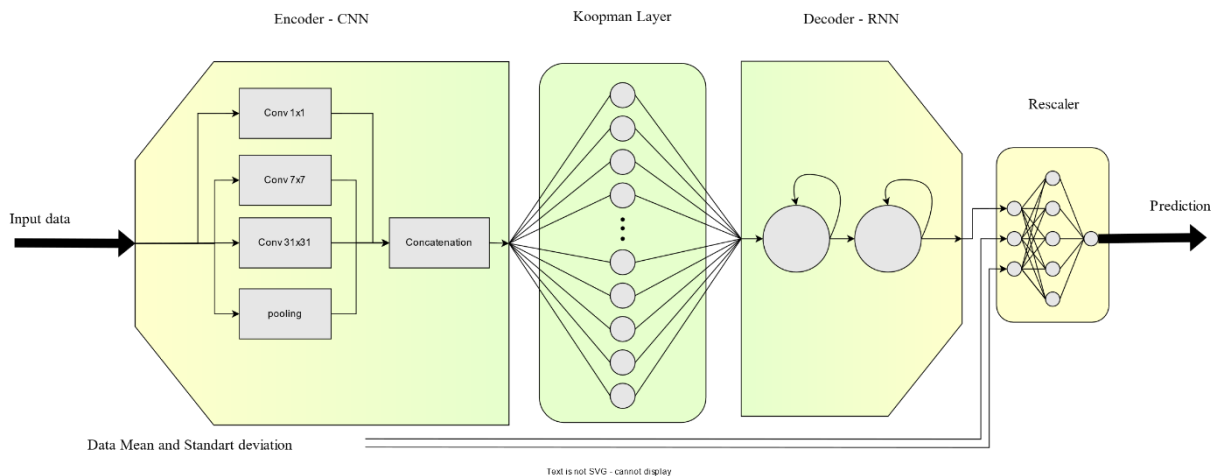 Encoder - CNN
Koopman Layer
Decoder - RNN
Rescaler
Conv 1x1
Conv 7x7
Input data
Conv 31x31
Concatenation
Prediction
pooling
Data Mean and Standart deviation
Text is not SVG - cannot display